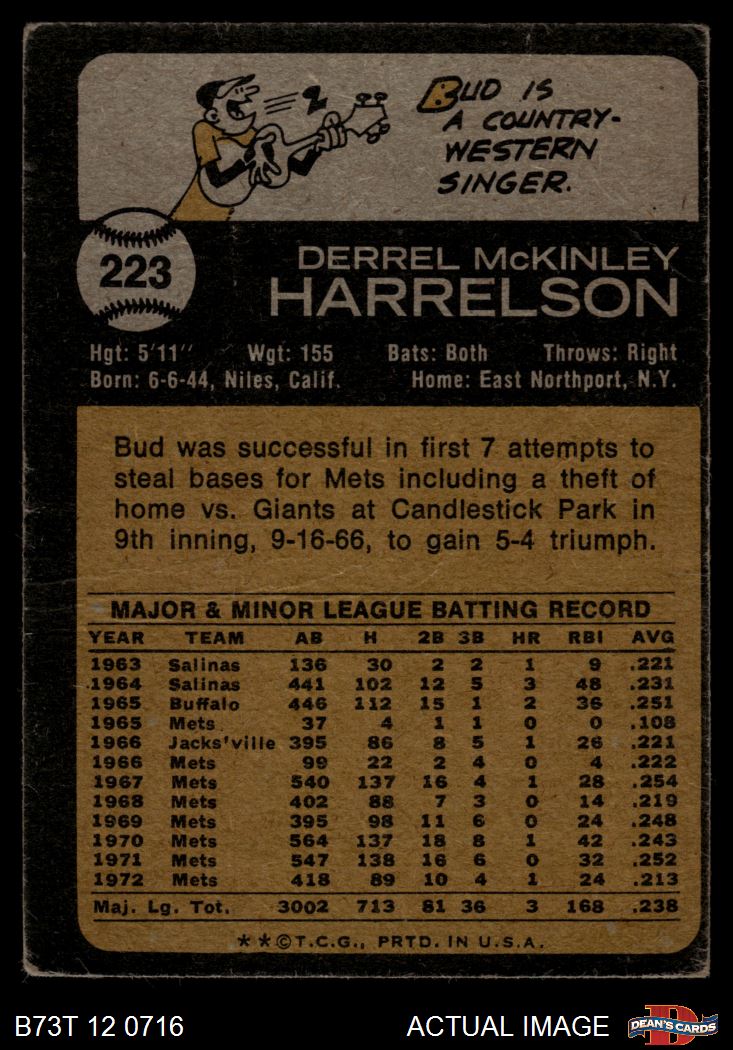 BUD IS
A COUNTRY-
WESTERN
SINGER.
223
DERREL McKINLEY
HARRELSON
Hgt: 5'11" Wgt: 155 Bats: Both Throws: Right
Born: 6-6-44, Niles, Calif. Home: East Northport, N.Y.
Bud was successful in first 7 attempts to
steal bases for Mets including a theft of
home vs. Giants at Candlestick Park in
9th inning, 9-16-66, to gain 5-4 triumph.
MAJOR & MINOR LEAGUE BATTING RECORD
YEAR TEAM AB H 2B 3B HR RBI AVG
1963 Salinas 136 30 2 2 1 9 .221
1964 Salinas 441 102 12 5 3 48 .231
1965 Buffalo 446 112 15 1 2 36 .251
1965 Mets 37 4 1 1 0 0 .108
1966 Jacks'ville 395 86 8 5 1 26 .221
1966 Mets 99 22 2 4 0 4 .222
1967 Mets 540 137 16 4 1 28 .254
1968 Mets 402 88 7 3 0 14 .219
1969 Mets 395 98 11 6 0 24 .248
1970 Mets 564 137 18 8 1 42 .243
1971 Mets 547 138 16 6 0 32 .252
1972 Mets 418 89 10 4 1 24 .213
Maj. Lg. Tot. 3002 713 81 36 3 168 .238
**©T.C.G., PRTD. IN U.S.A.
B73T 12 0716 ACTUAL IMAGE DEAN'S CARDS